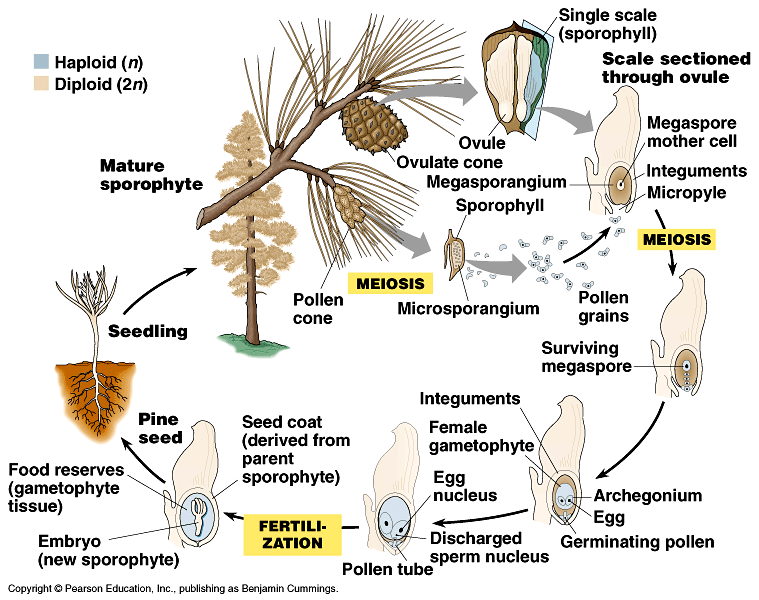 Haploid (n)
Diploid (2n)
Single scale
(sporophyll)
Scale sectioned
through ovule
Ovule
Ovulate cone
Megaspore
mother cell
Megasporangium
Integuments
Micropyle
Mature
sporophyte
Sporophyll
MEIOSIS
MEIOSIS
Pollen
cone
Microsporangium
Pollen
grains
Seedling
Surviving
megaspore
Pine
seed
Seed coat
(derived from
parent
sporophyte)
Integuments
Female
gametophyte
Food reserves
(gametophyte
tissue)
Egg
nucleus
Archegonium
Egg
Germinating pollen
FERTILI-
ZATION
Embryo
(new sporophyte)
Discharged
sperm nucleus
Pollen tube
Copyright © Pearson Education, Inc., publishing as Benjamin Cummings.